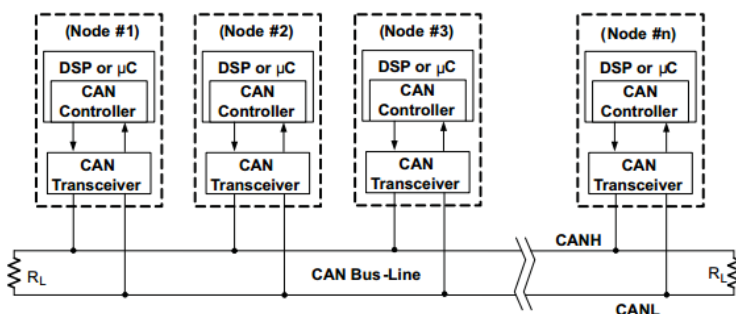 (Node #1)
DSP or µC
CAN
Controller
CAN
Transceiver
(Node #2)
DSP or µC
CAN
Controller
CAN
Transceiver
(Node #3)
DSP or µC
CAN
Controller
CAN
Transceiver
(Node #n)
DSP or µC
CAN
Controller
CAN
Transceiver
CANH
RL
CAN Bus-Line
RL
CANL